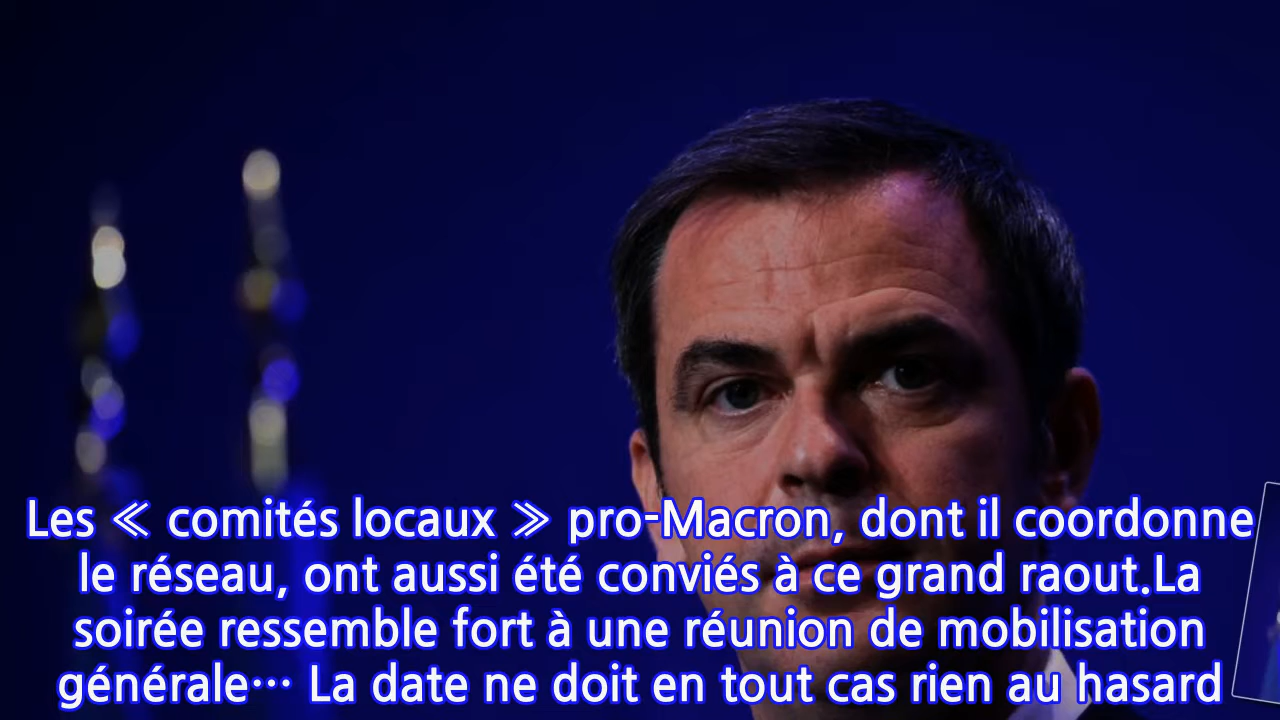 Les ≪ comités locaux ≫ pro-Macron, dont il coordonne
le réseau, ont aussi été conviés à ce grand raout.La
soirée ressemble fort à une réunion de mobilisation
générale… La date ne doit en tout cas rien au hasard